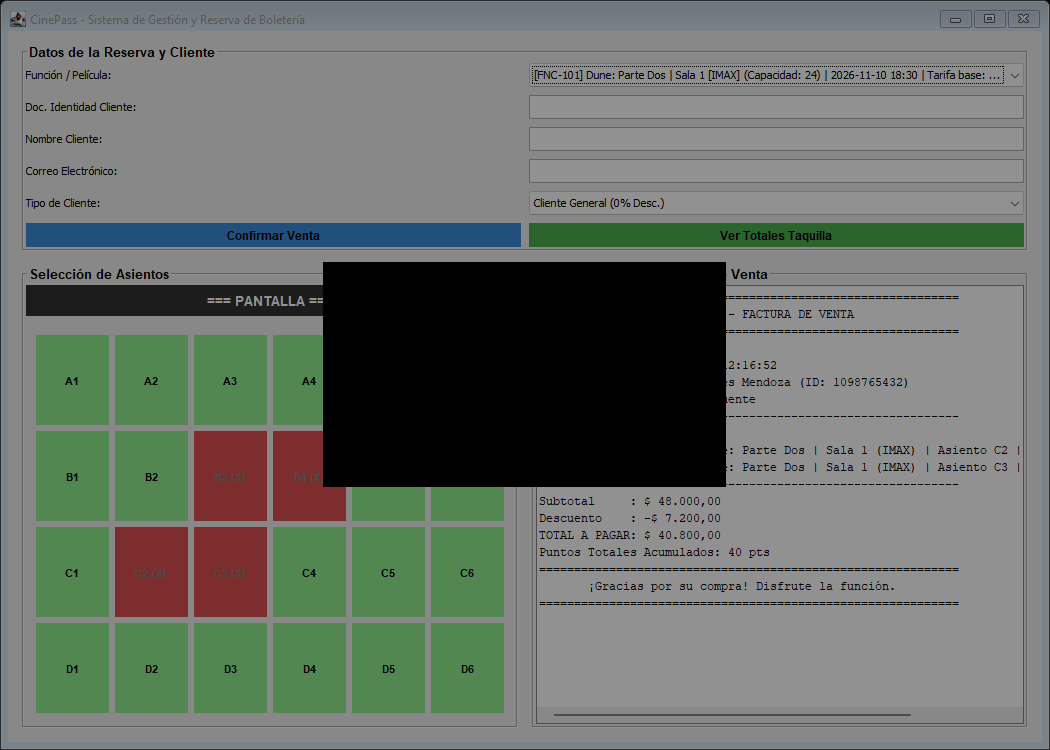 CinePass - Sistema de Gestión y Reserva de Boletería
Datos de la Reserva y Cliente
Función / Película:
[FNC-101] Dune: Parte Dos | Sala 1 [IMAX] (Capacidad: 24) | 2026-11-10 18:30 | Tarifa base: ...
Doc. Identidad Cliente:
Nombre Cliente:
Correo Electrónico:
Tipo de Cliente:
Cliente General (0% Desc.)
Confirmar Venta
Ver Totales Taquilla
Selección de Asientos
=== PANTALLA ==
A1
A2
A3
A4
B1
B2
B3 (X)
B4 (X
C1
C2 (X)
C3 (X)
C4
C5
C6
D1
D2
D3
D4
D5
D6
Venta
==================================
- FACTURA DE VENTA
==================================
2:16:52
s Mendoza (ID: 1098765432)
ente
----------------------------------
: Parte Dos | Sala 1 (IMAX) | Asiento C2 |
: Parte Dos | Sala 1 (IMAX) | Asiento C3 |
----------------------------------
Subtotal     : $ 48.000,00
Descuento    : -$ 7.200,00
TOTAL A PAGAR: $ 40.800,00
Puntos Totales Acumulados: 40 pts
============================================================
¡Gracias por su compra! Disfrute la función.
============================================================